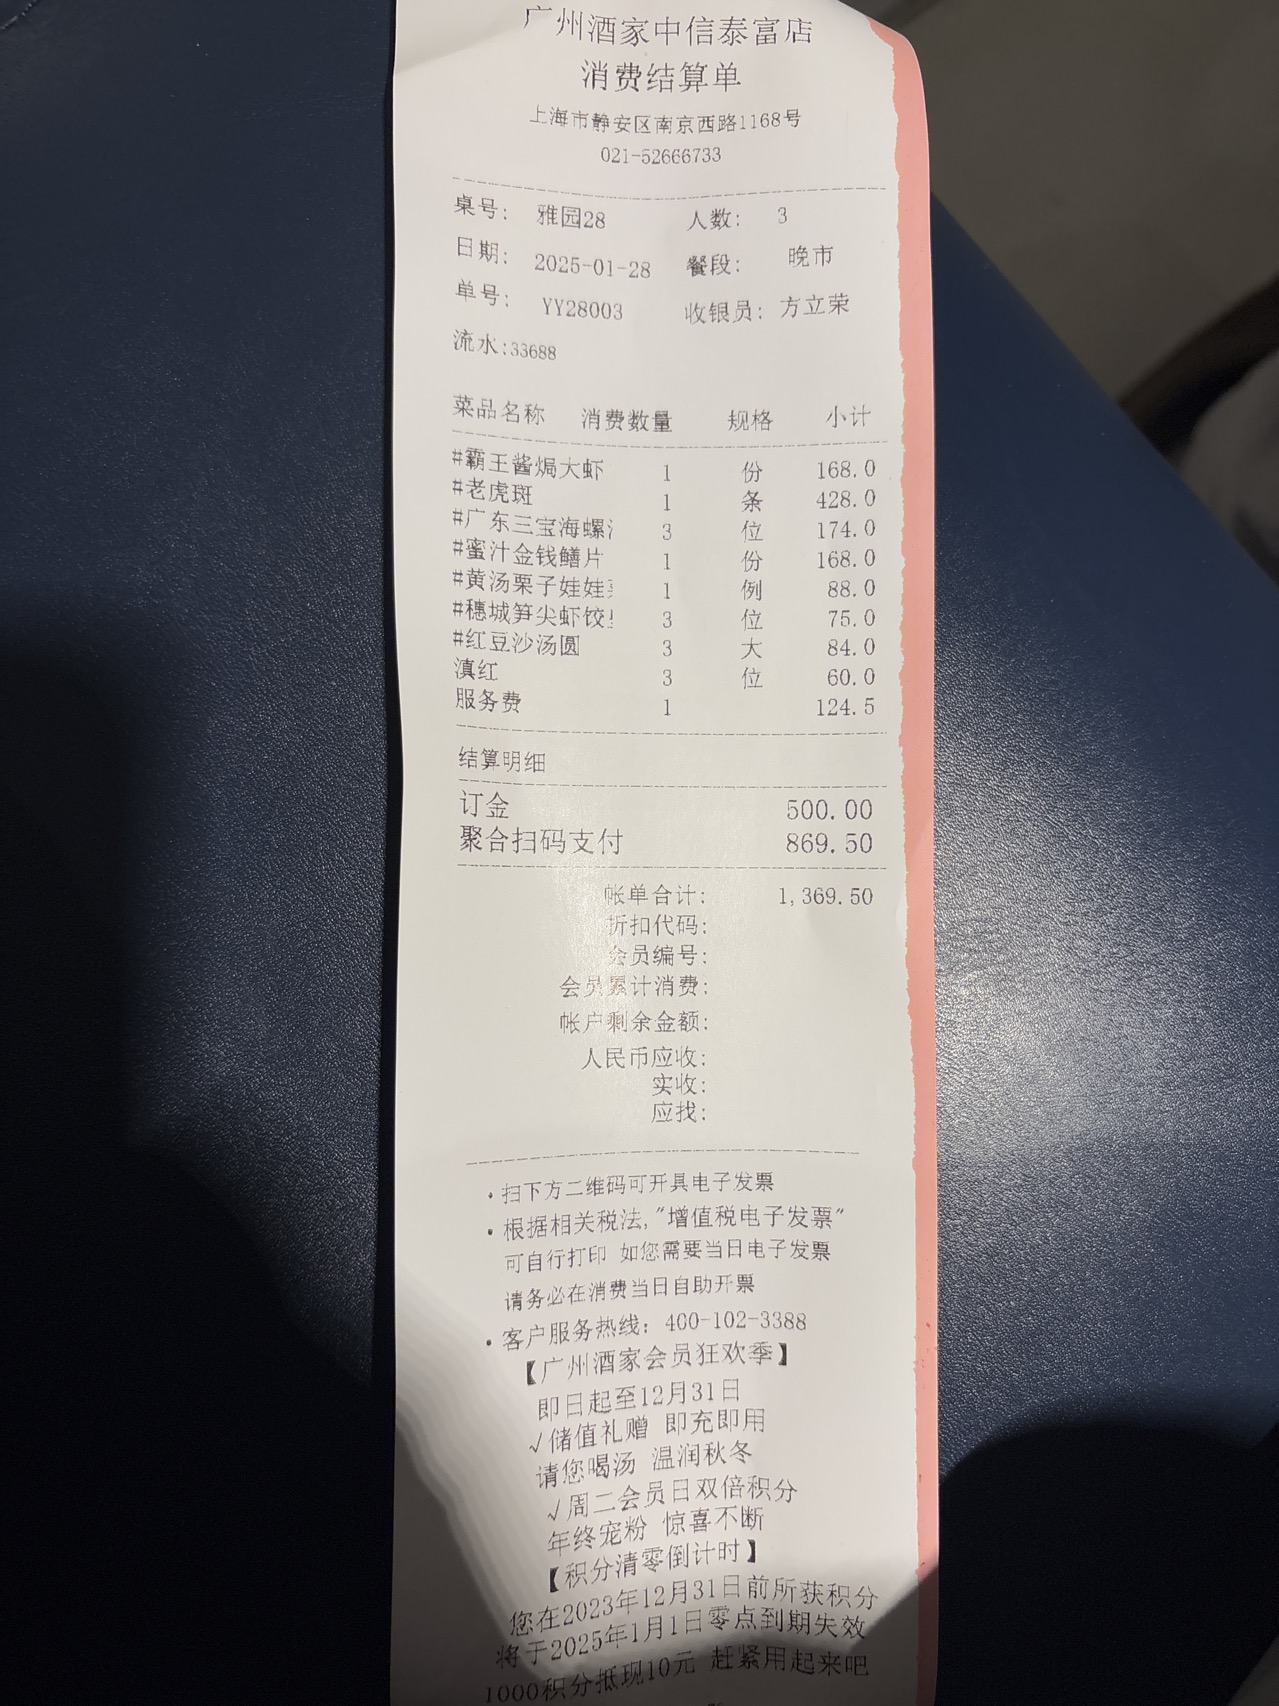 广州酒家中信泰富店
消费结算单
上海市静安区南京西路1168号
021-52666733
桌号: 雅园28 人数: 3
日期: 2025-01-28 餐段: 晚市
单号: YY28003 收银员: 方立荣
流水:33688
菜品名称 消费数量 规格 小计
#霸王酱焗大虾 1 份 168.0
#老虎斑 1 条 428.0
#广东三宝海螺 3 位 174.0
#蜜汁金钱鳝片 1 份 168.0
#黄汤栗子娃娃 1 例 88.0
#穗城笋尖虾饺 3 位 75.0
#红豆沙汤圆 3 大 84.0
滇红 3 位 60.0
服务费 1 124.5
结算明细
订金 500.00
聚合扫码支付 869.50
帐单合计: 1,369.50
折扣代码:
会员编号:
会员累计消费:
帐户剩余金额:
人民币应收:
实收:
应找:
·扫下方二维码可开具电子发票
·根据相关税法,"增值税电子发票"
可自行打印 如您需要当日电子发票
请务必在消费当日自助开票
·客户服务热线: 400-102-3388
【广州酒家会员狂欢季】
即日起至12月31日
√储值礼赠 即充即用
请您喝汤 温润秋冬
√周二会员日双倍积分
年终宠粉 惊喜不断
【积分清零倒计时】
您在2023年12月31日前所获积分
将于2025年1月1日零点到期失效
1000积分抵现10元 赶紧用起来吧